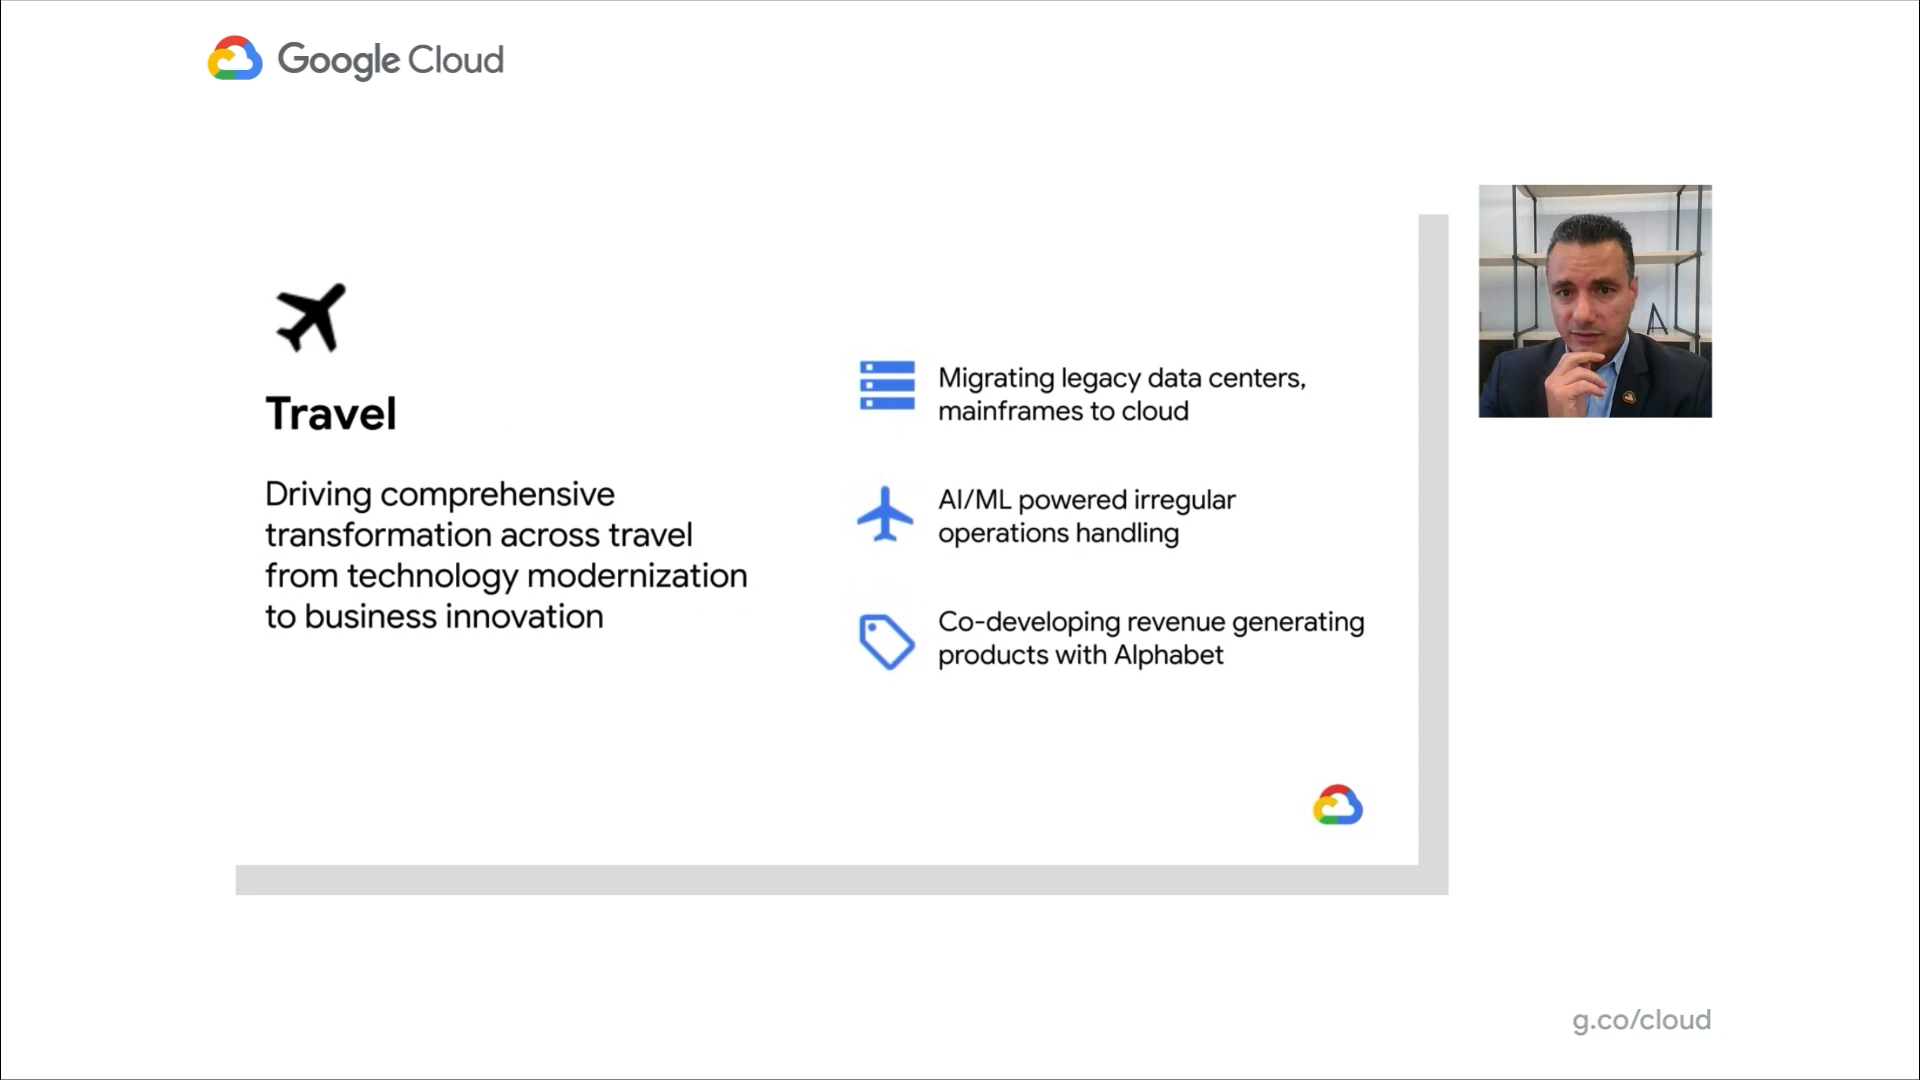 Google Cloud
Travel
Driving comprehensive
transformation across travel
from technology modernization
to business innovation
Migrating legacy data centers,
mainframes to cloud
AI/ML powered irregular
operations handling
Co-developing revenue generating
products with Alphabet
g.co/cloud